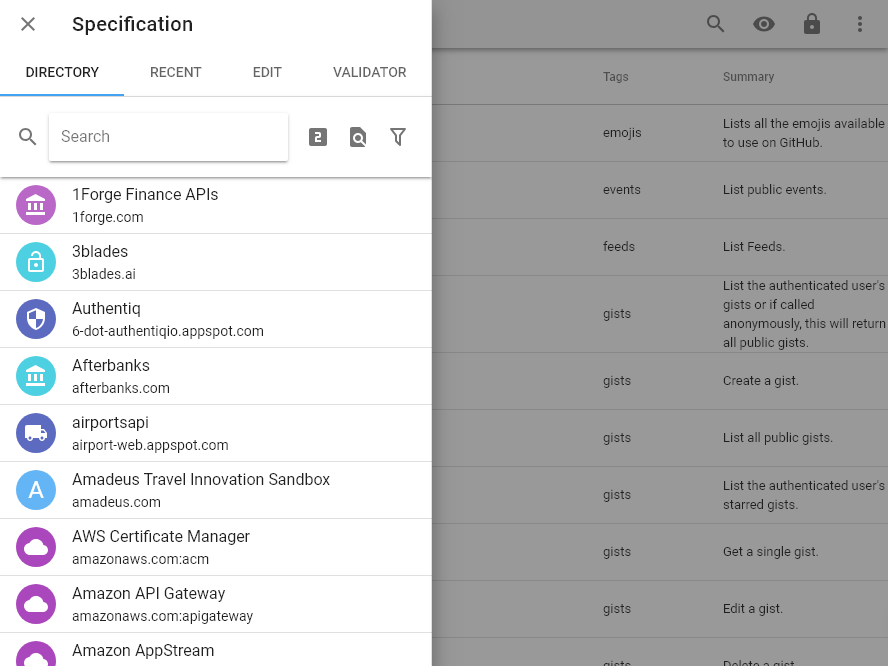 Specification
DIRECTORY
RECENT
EDIT
VALIDATOR
Search
2
1Forge Finance APIs
1forge.com
3blades
3blades.ai
Authentiq
6-dot-authentiqio.appspot.com
Afterbanks
afterbanks.com
airportsapi
airport-web.appspot.com
A
Amadeus Travel Innovation Sandbox
amadeus.com
AWS Certificate Manager
amazonaws.com:acm
Amazon API Gateway
amazonaws.com:apigateway
Amazon AppStream
Tags
Summary
emojis
Lists all the emojis available
to use on GitHub.
events
List public events.
feeds
List Feeds.
gists
List the authenticated user's
gists or if called
anonymously, this will return
all public gists.
gists
Create a gist.
gists
List all public gists.
gists
List the authenticated user's
starred gists.
gists
Get a single gist.
gists
Edit a gist.
gists
Delete a gist.